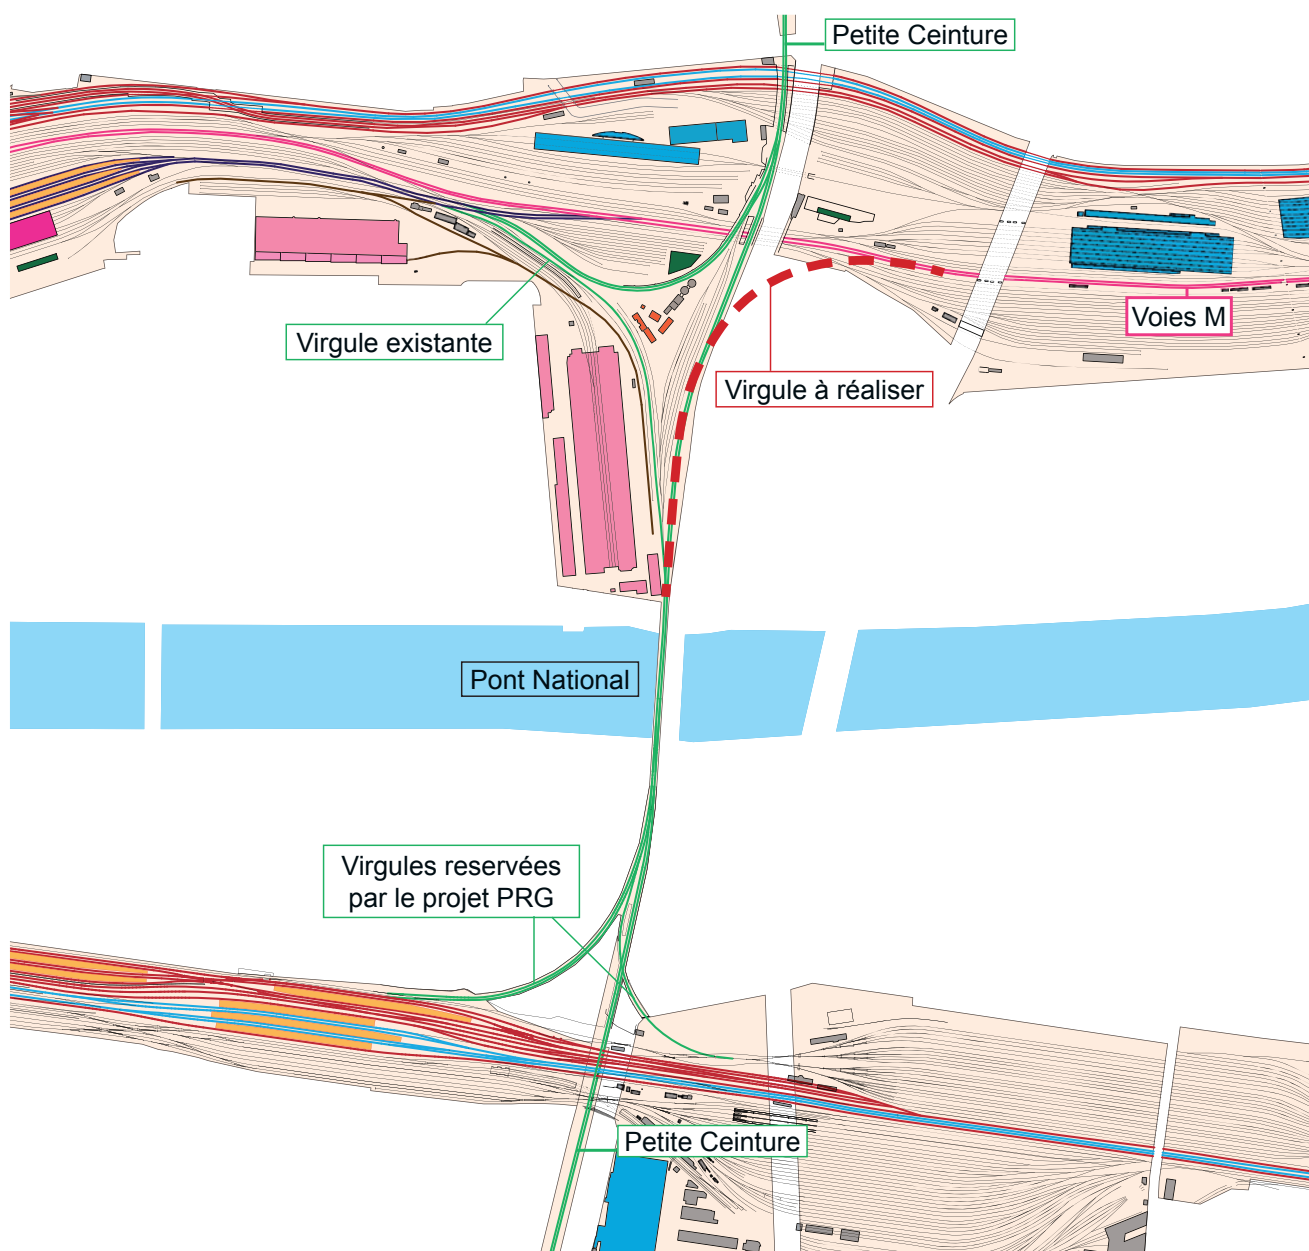 Petite Ceinture
Voies M
Virgule existante
Virgule à réaliser
Pont National
Virgules reservées
par le projet PRG
Petite Ceinture